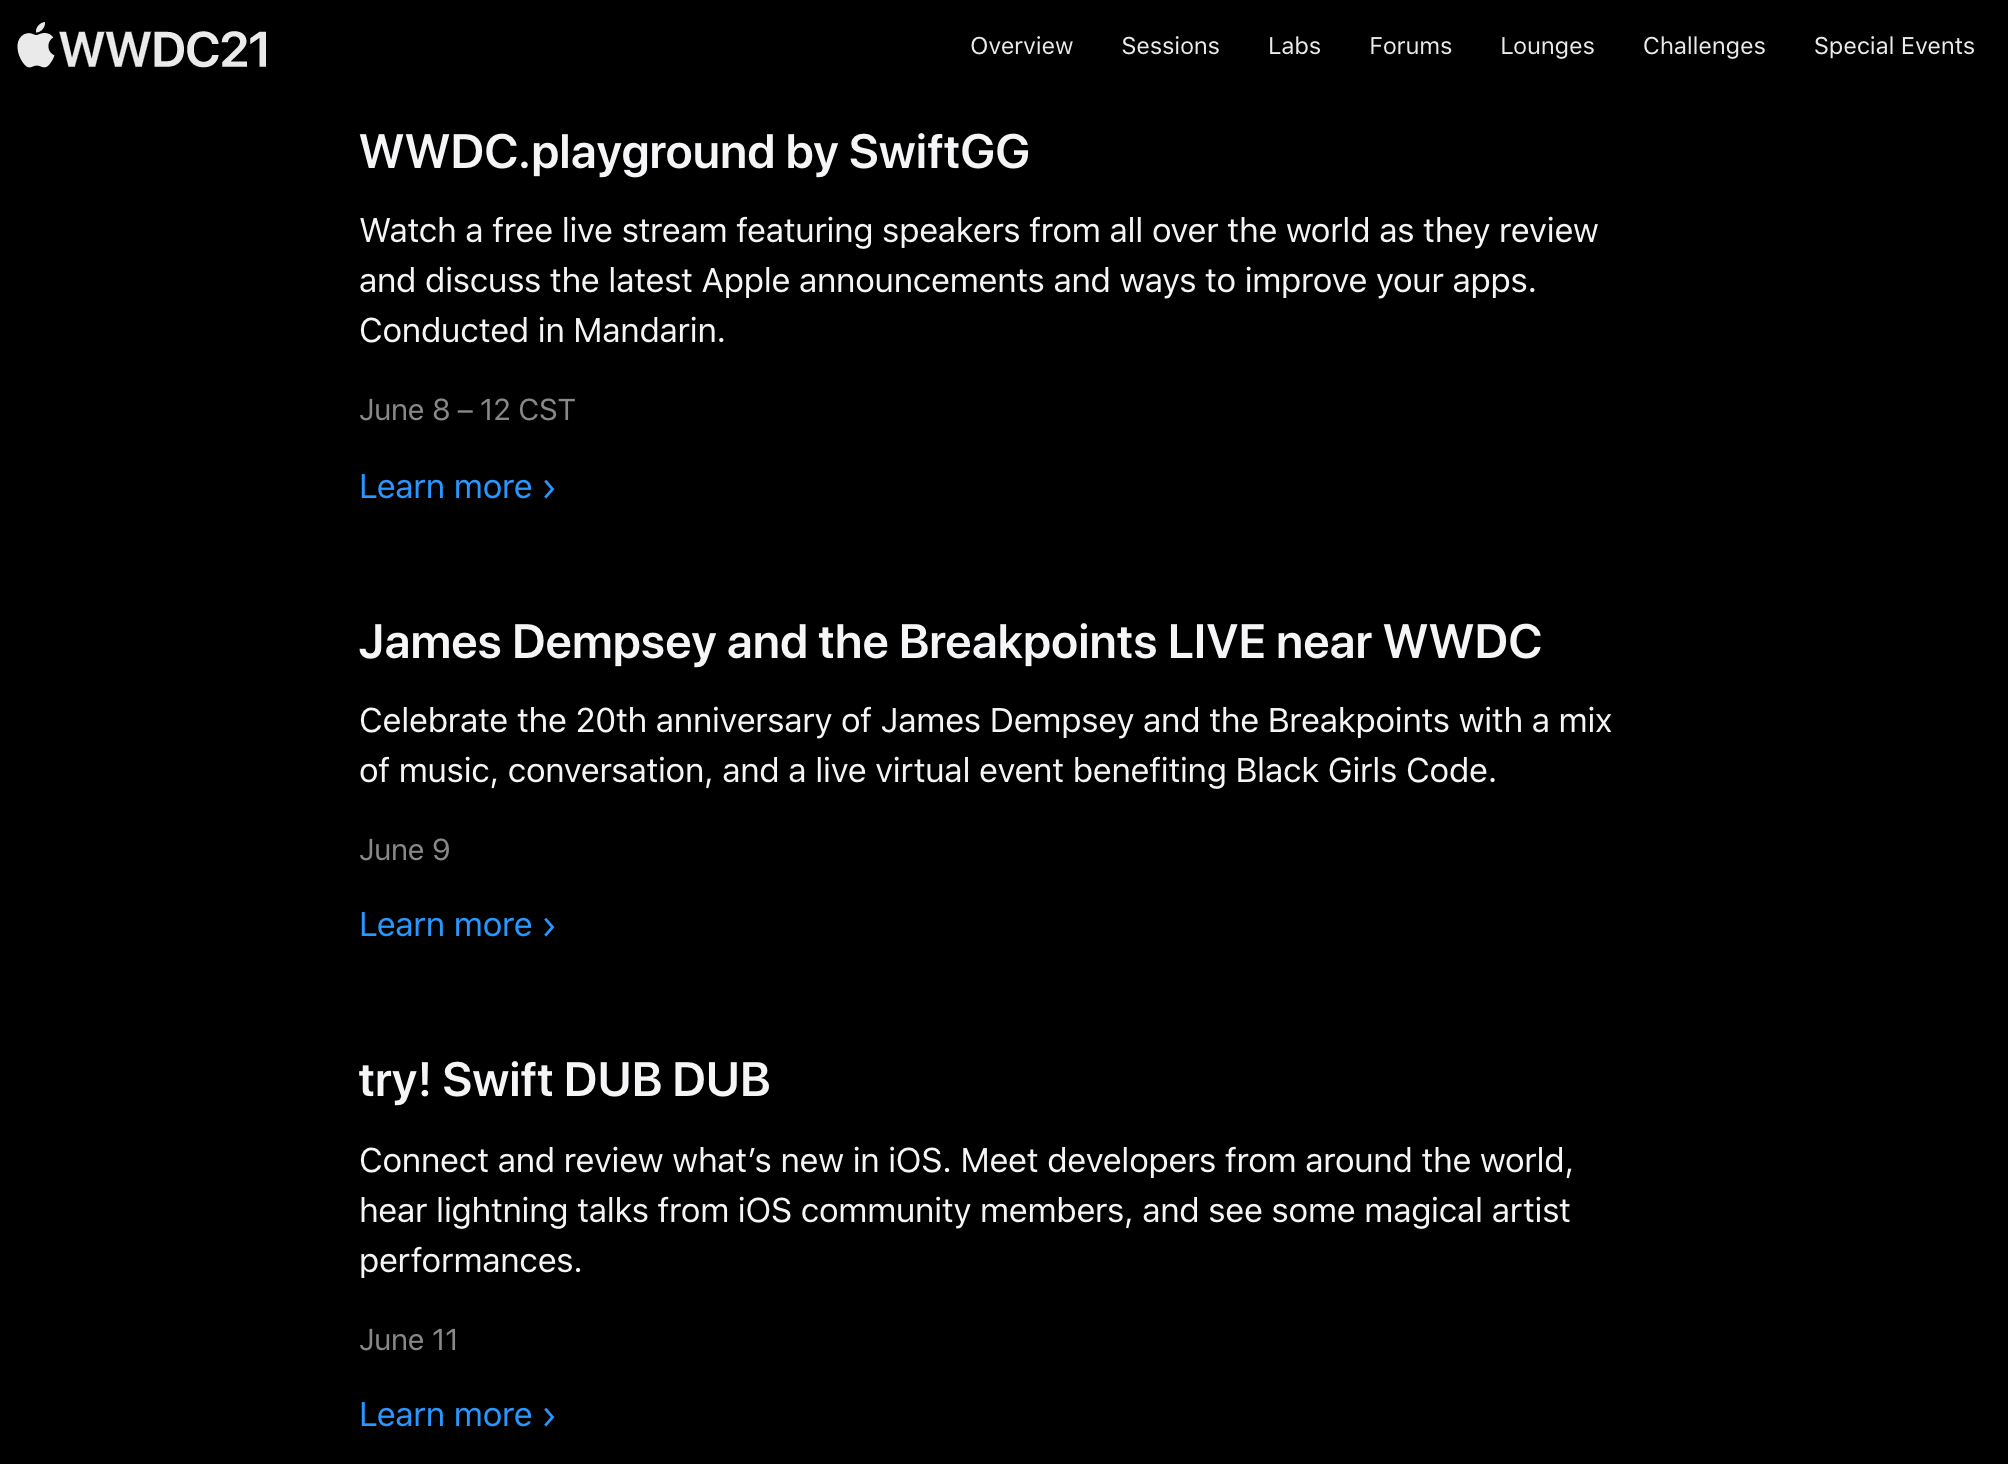 WWDC21
Overview
Sessions
Labs
Forums
Lounges
Challenges
Special Events
WWDC.playground by SwiftGG
Watch a free live stream featuring speakers from all over the world as they review
and discuss the latest Apple announcements and ways to improve your apps.
Conducted in Mandarin.
June 8 – 12 CST
Learn more ›
James Dempsey and the Breakpoints LIVE near WWDC
Celebrate the 20th anniversary of James Dempsey and the Breakpoints with a mix
of music, conversation, and a live virtual event benefiting Black Girls Code.
June 9
Learn more ›
try! Swift DUB DUB
Connect and review what’s new in iOS. Meet developers from around the world,
hear lightning talks from iOS community members, and see some magical artist
performances.
June 11
Learn more ›